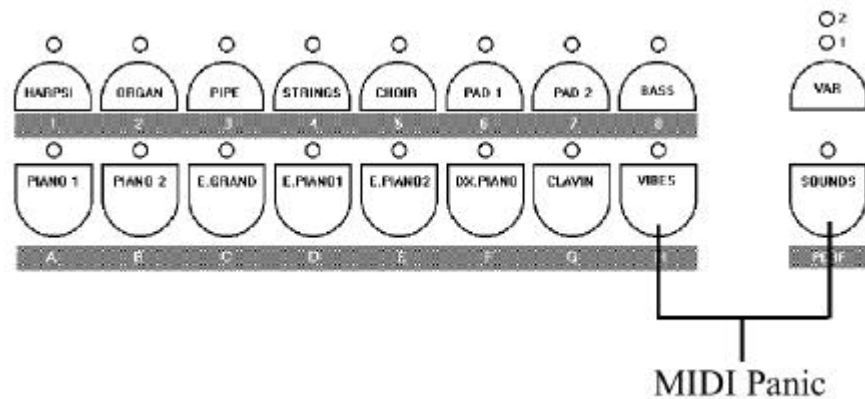 2
1
HARPSI ORGAN PIPE STRINGS CHOIR PAD 1 PAD 2 BASS VAR
1 2 3 4 5 6 7 8
PIANO 1 PIANO 2 E.GRAND E.PIANO1 E.PIANO2 DX.PIANO CLAVIN VIBES SOUNDS
A B C D E F G H PERF
MIDI Panic